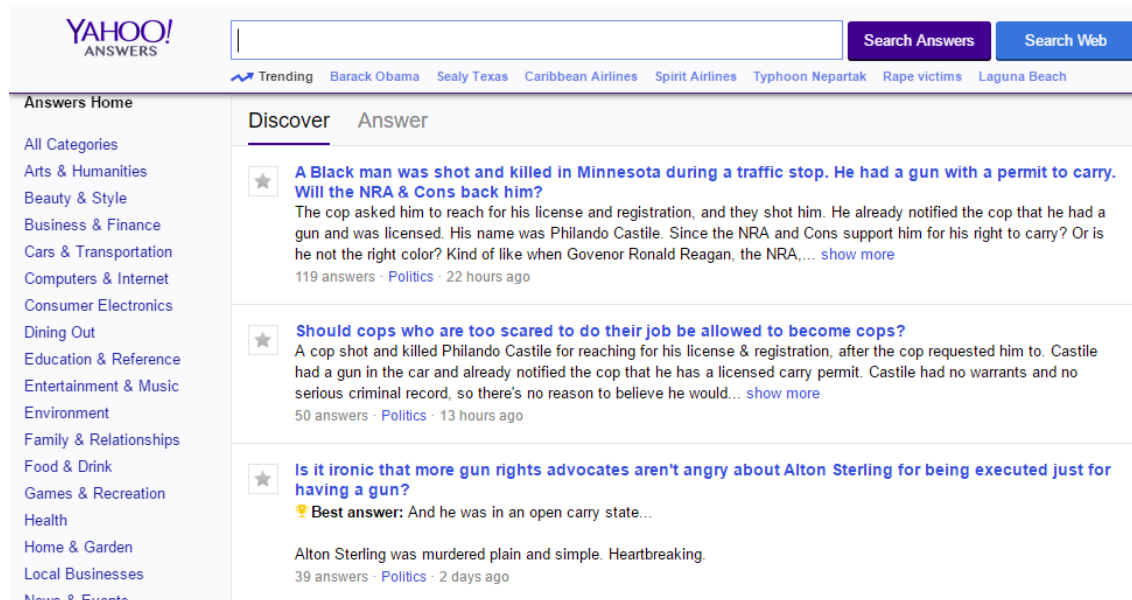 YAHOO!
ANSWERS
Search Answers
Search Web
Trending Barack Obama Sealy Texas Caribbean Airlines Spirit Airlines Typhoon Nepartak Rape victims Laguna Beach
Answers Home
All Categories
Arts & Humanities
Beauty & Style
Business & Finance
Cars & Transportation
Computers & Internet
Consumer Electronics
Dining Out
Education & Reference
Entertainment & Music
Environment
Family & Relationships
Food & Drink
Games & Recreation
Health
Home & Garden
Local Businesses
News & Events
Discover Answer
A Black man was shot and killed in Minnesota during a traffic stop. He had a gun with a permit to carry.
Will the NRA & Cons back him?
The cop asked him to reach for his license and registration, and they shot him. He already notified the cop that he had a
gun and was licensed. His name was Philando Castile. Since the NRA and Cons support him for his right to carry? Or is
he not the right color? Kind of like when Govenor Ronald Reagan, the NRA,... show more
119 answers · Politics · 22 hours ago
Should cops who are too scared to do their job be allowed to become cops?
A cop shot and killed Philando Castile for reaching for his license & registration, after the cop requested him to. Castile
had a gun in the car and already notified the cop that he has a licensed carry permit. Castile had no warrants and no
serious criminal record, so there's no reason to believe he would... show more
50 answers · Politics · 13 hours ago
Is it ironic that more gun rights advocates aren't angry about Alton Sterling for being executed just for
having a gun?
Best answer: And he was in an open carry state...
Alton Sterling was murdered plain and simple. Heartbreaking.
39 answers · Politics · 2 days ago